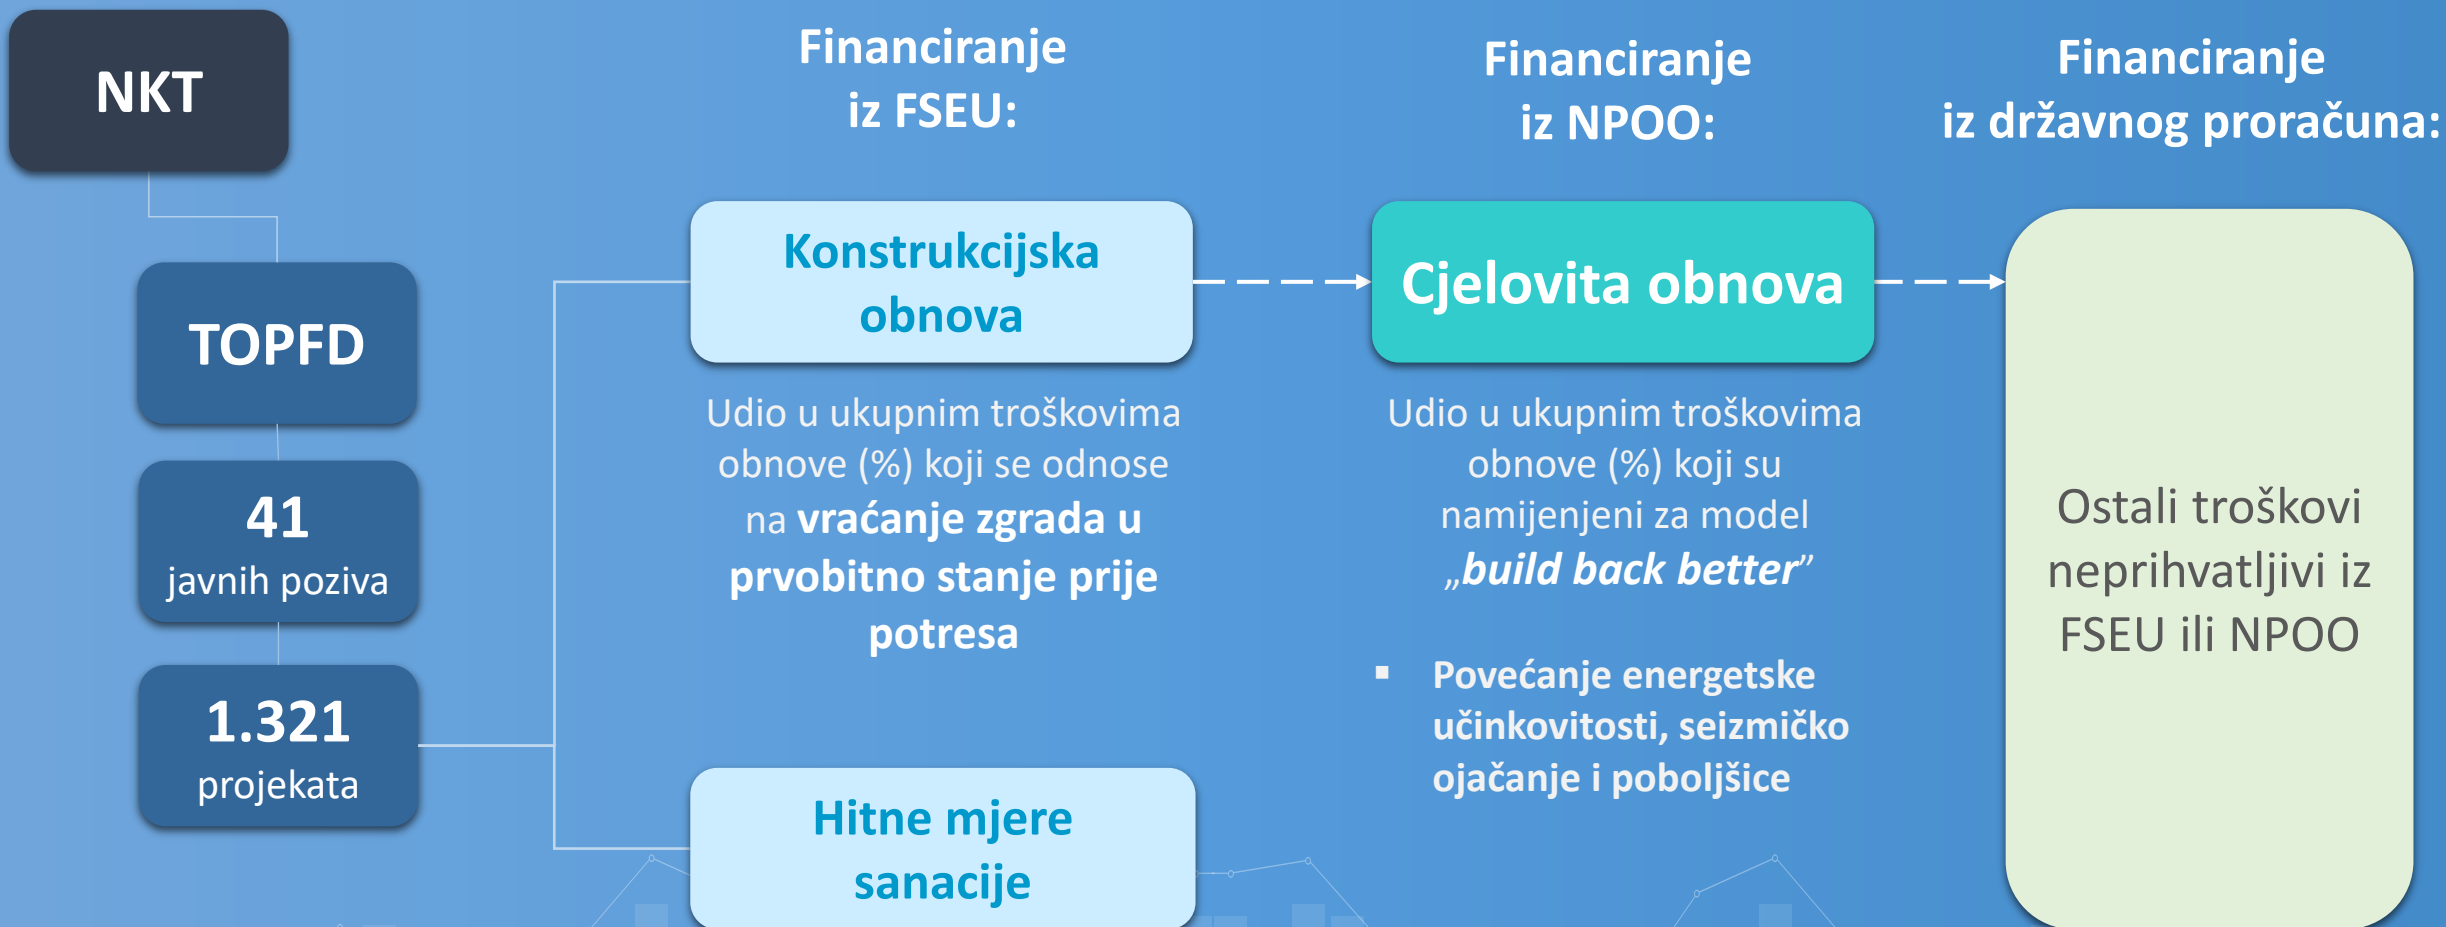 NKT
TOPFD
41
javnih poziva
1.321
projekata
Financiranje
iz FSEU:
Konstrukcijska
obnova
Udio u ukupnim troškovima
obnove (%) koji se odnose
na vraćanje zgrada u
prvobitno stanje prije
potresa
Hitne mjere
sanacije
Financiranje
iz NPOO:
Cjelovita obnova
Udio u ukupnim troškovima
obnove (%) koji su
namijenjeni za model
„build back better”
▪ Povećanje energetske
učinkovitosti, seizmičko
ojačanje i poboljšice
Financiranje
iz državnog proračuna:
Ostali troškovi
neprihvatljivi iz
FSEU ili NPOO